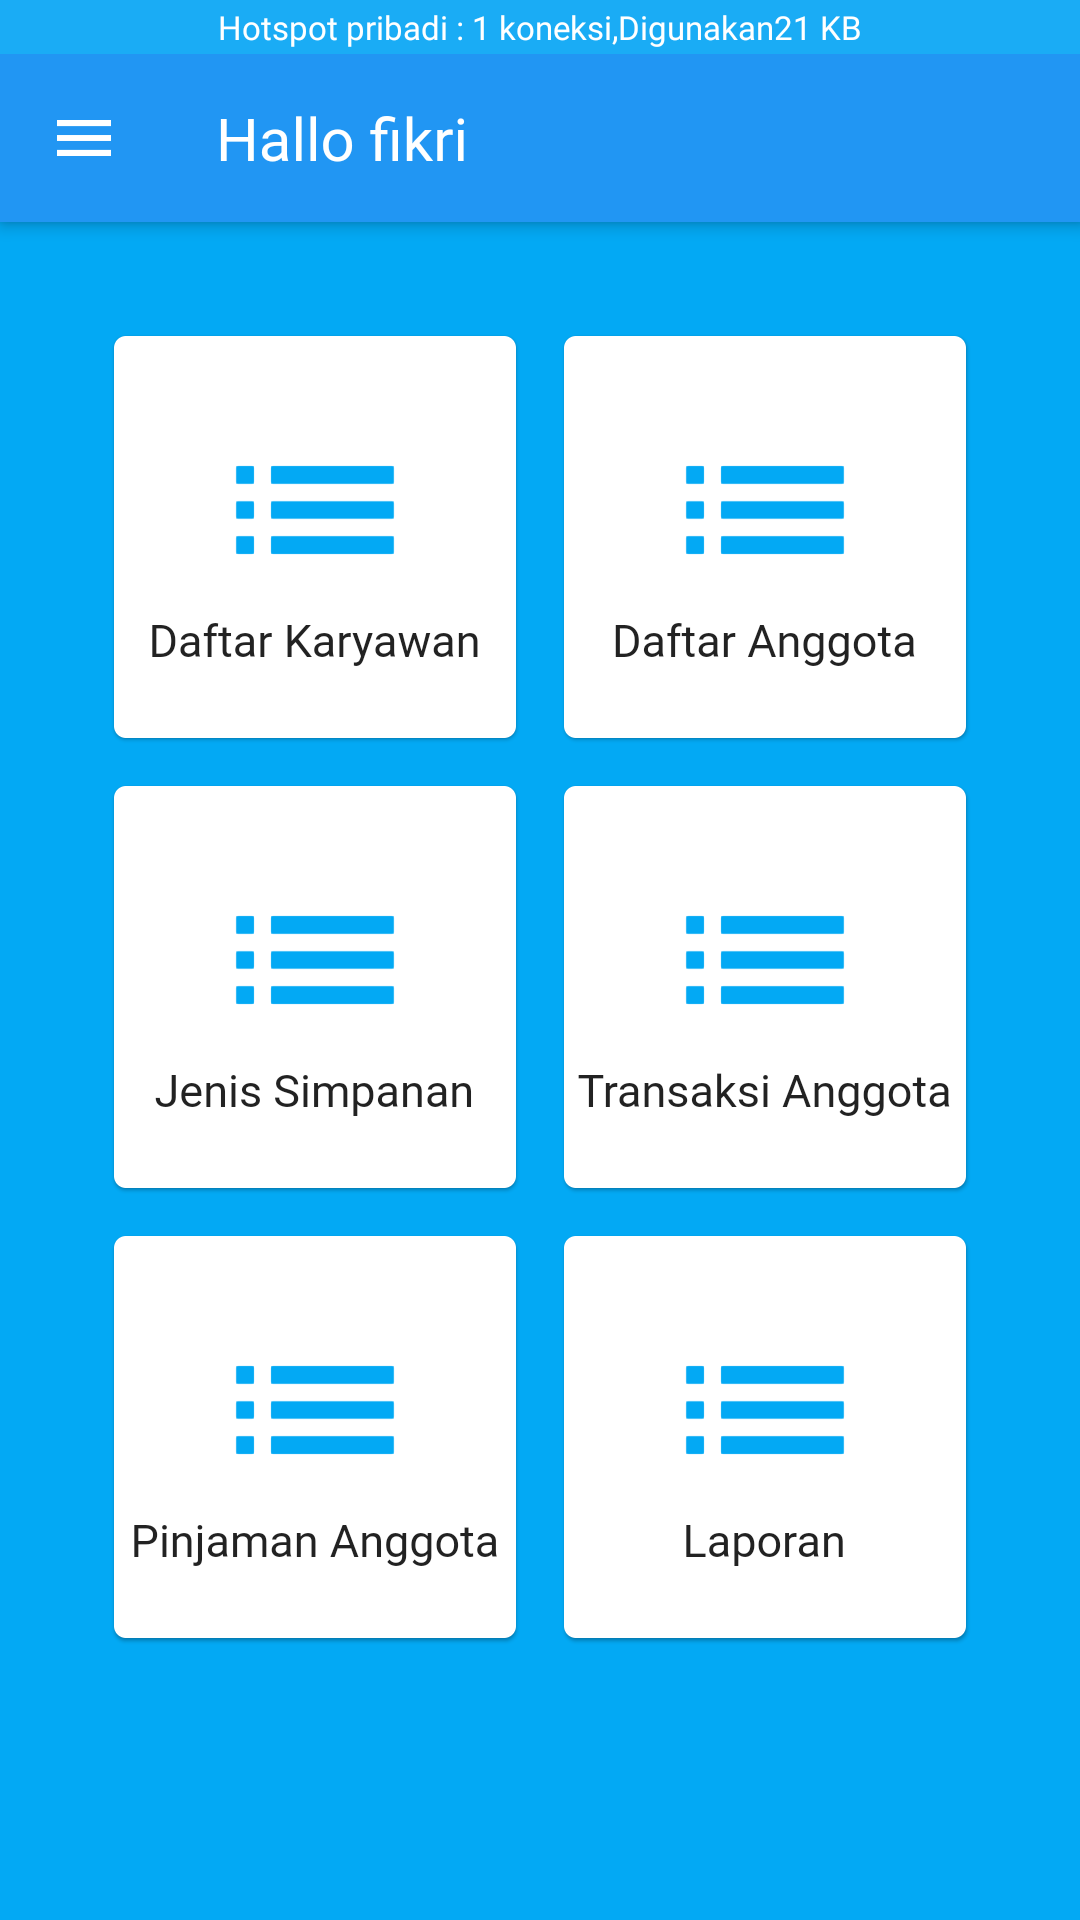 Hotspot pribadi : 1 koneksi,Digunakan21 KB
Hallo fikri
Daftar Karyawan
Daftar Anggota
Jenis Simpanan
Transaksi Anggota
Pinjaman Anggota
Laporan